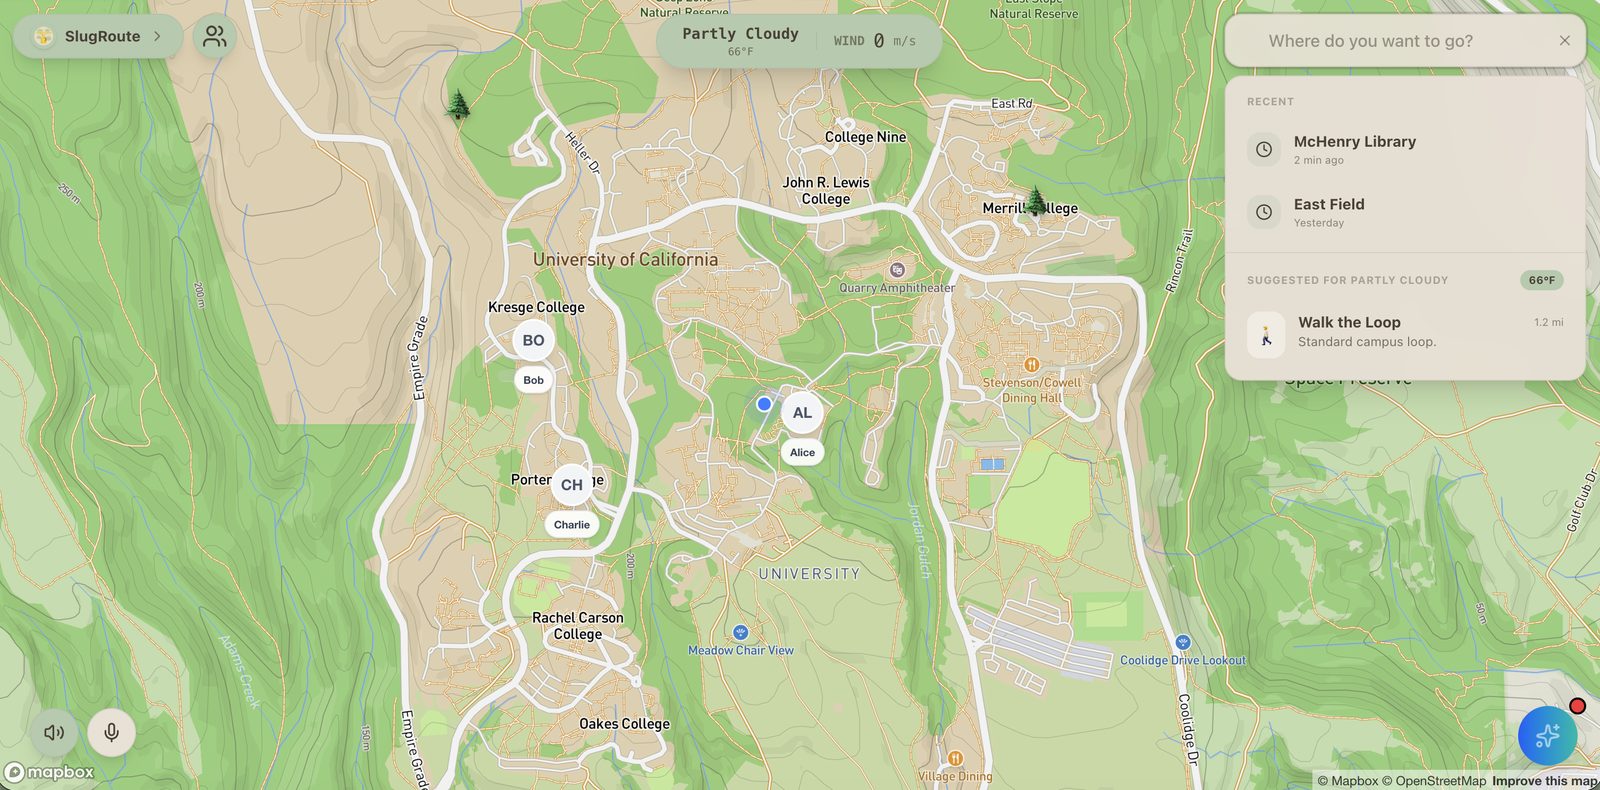 Natural Reserve
Natural Reserve
SlugRoute
Partly Cloudy
66°F
WIND 0 m/s
Where do you want to go?
RECENT
McHenry Library
2 min ago
East Field
Yesterday
SUGGESTED FOR PARTLY CLOUDY
66°F
Walk the Loop
1.2 mi
Standard campus loop.
East Rd
College Nine
Heller Dr
John R. Lewis
College
250 m
200 m
University of California
Quarry Amphitheater
Rincon Trail
Kresge College
BO
Bob
Empire Grade
Stevenson/Cowell
Dining Hall
AL
Alice
CH
Charlie
Golf Club Dr
Jordan Gulch
200 m
UNIVERSITY
50 m
Rachel Carson
College
Meadow Chair View
Coolidge Drive Lookout
Adams Creek
Oakes College
Coolidge Dr
150 m
Empire Grade
Village Dining
mapbox
© Mapbox © OpenStreetMap Improve this map